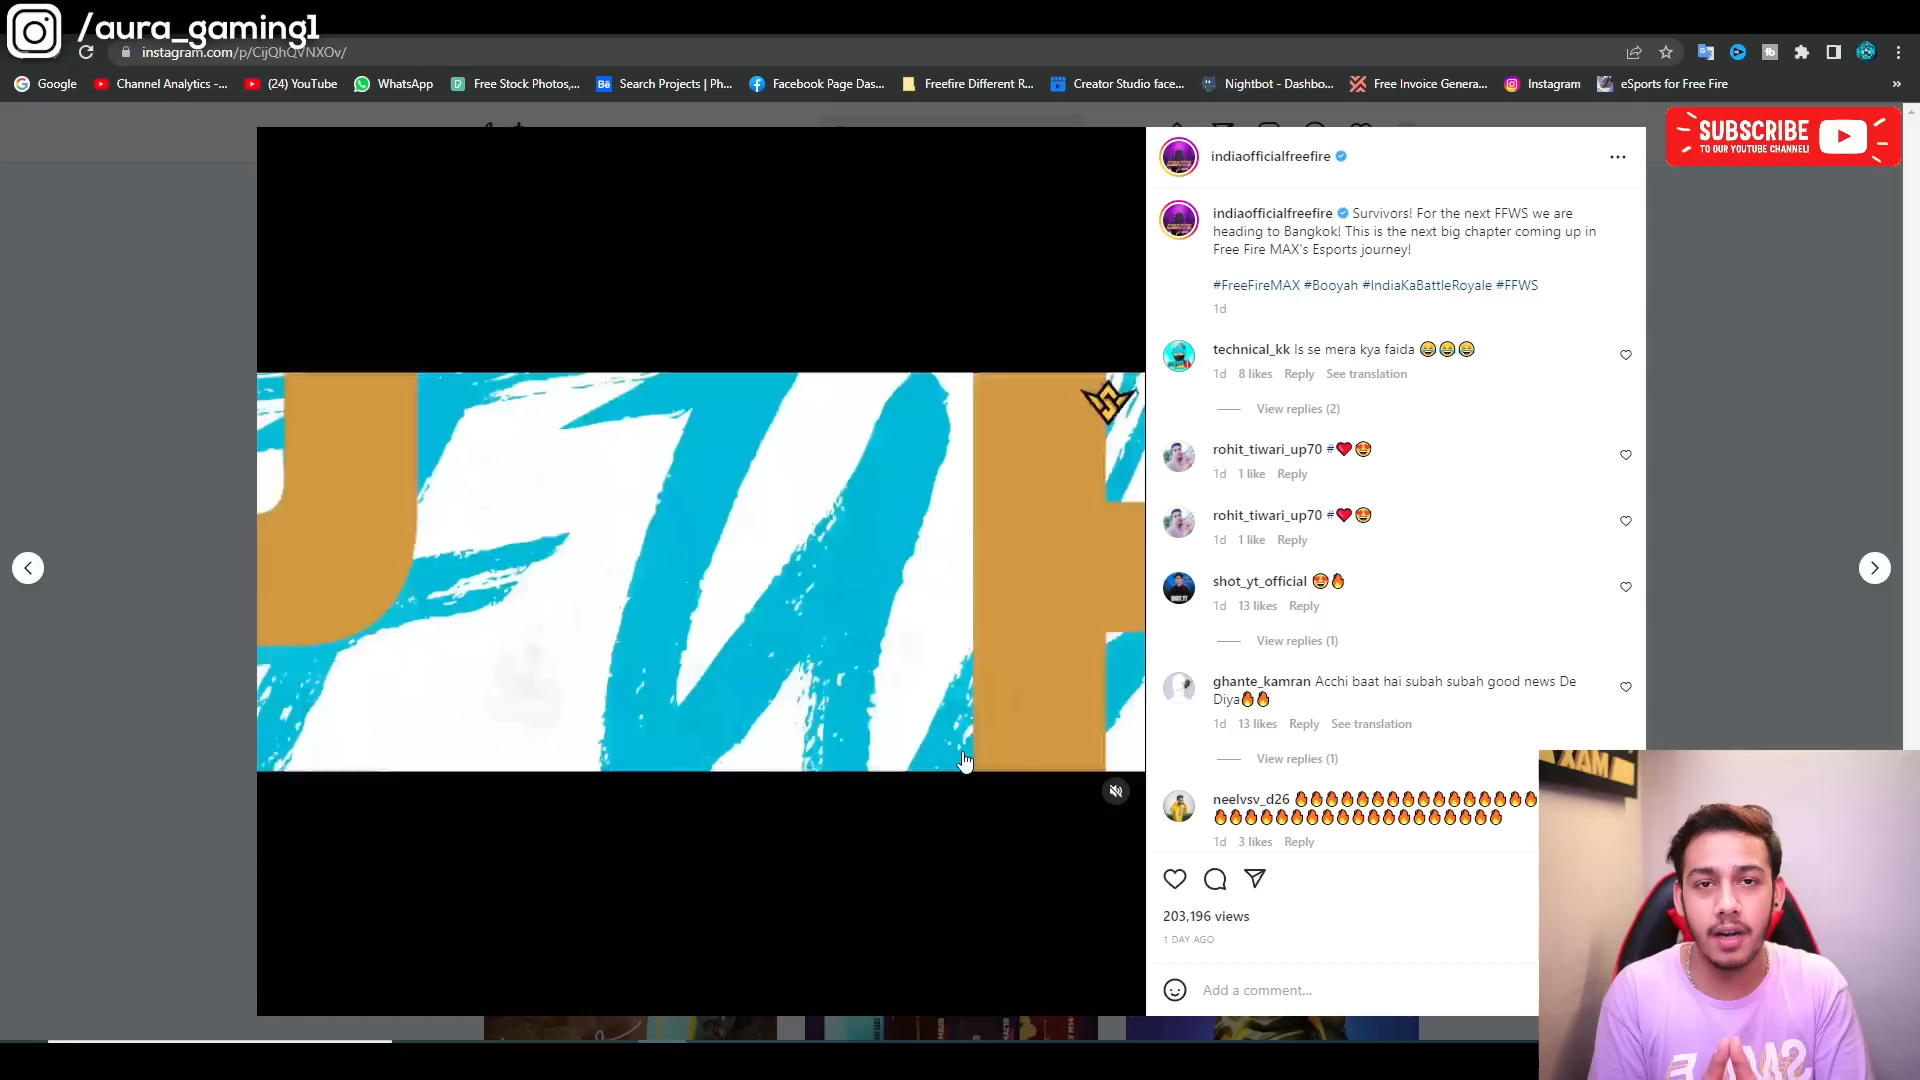 /aura_gaming1
instagram.com/p/CijQhQVNXOv/
Google
Channel Analytics -...
(24) YouTube
WhatsApp
Free Stock Photos,...
Search Projects | Ph...
Facebook Page Das...
Freefire Different R...
Creator Studio face...
Nightbot - Dashbo...
Free Invoice Genera...
Instagram
eSports for Free Fire
SUBSCRIBE
TO OUR YOUTUBE CHANNEL!
indiaofficialfreefire
indiaofficialfreefire Survivors! For the next FFWS we are
heading to Bangkok! This is the next big chapter coming up in
Free Fire MAX's Esports journey!
#FreeFireMAX #Booyah #IndiaKaBattleRoyale #FFWS
1d
technical_kk Is se mera kya faida 😂😂😂
1d 8 likes Reply See translation
View replies (2)
rohit_tiwari_up70 #❤️😍
1d 1 like Reply
rohit_tiwari_up70 #❤️😍
1d 1 like Reply
shot_yt_official 😍🔥
1d 13 likes Reply
View replies (1)
ghante_kamran Acchi baat hai subah subah good news De
Diya🔥🔥
1d 13 likes Reply See translation
View replies (1)
neelvsv_d26 🔥🔥🔥🔥🔥🔥🔥🔥🔥🔥🔥🔥🔥🔥🔥🔥
🔥🔥🔥🔥🔥🔥🔥🔥🔥🔥🔥🔥🔥🔥🔥🔥🔥🔥🔥
1d 3 likes Reply
203,196 views
1 DAY AGO
Add a comment...